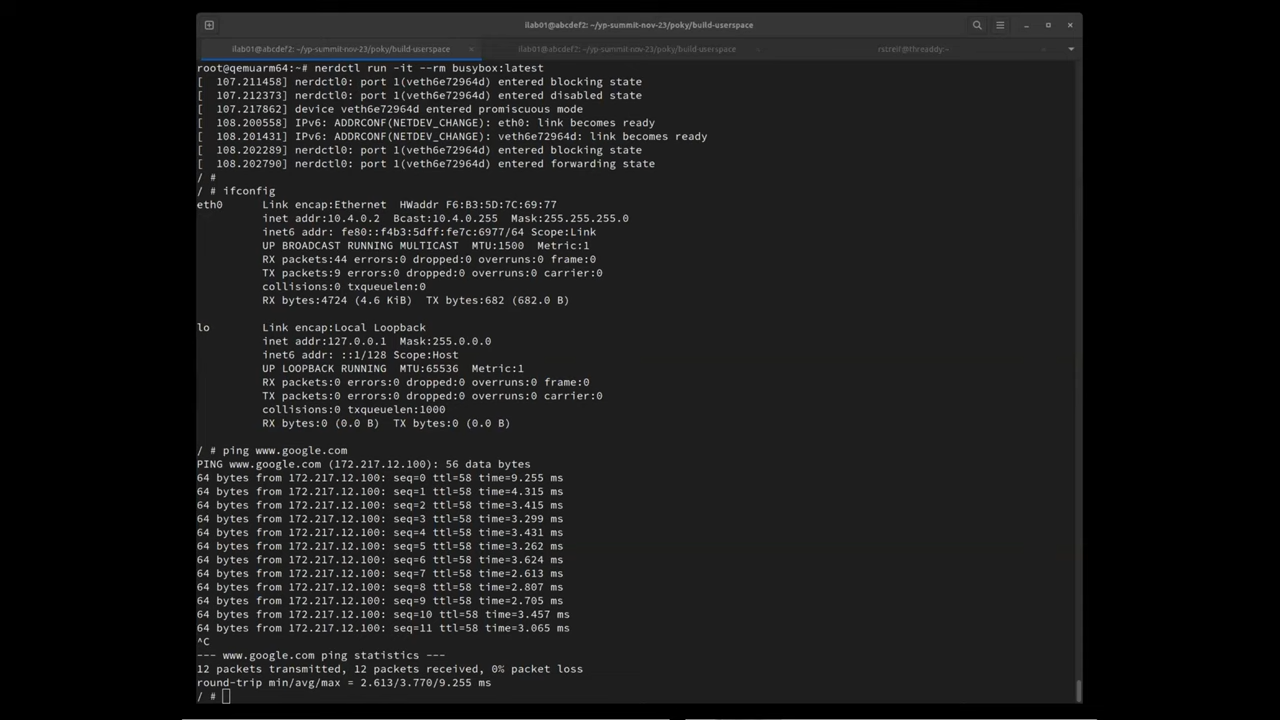 ilab01@abcdef2: ~/yp-summit-nov-23/poky/build-userspace
ilab01@abcdef2: ~/yp-summit-nov-23/poky/build-userspace × ilab01@abcdef2: ~/yp-summit-nov-23/poky/build-userspace rstreif@threaddy:~
root@qemuarm64:~# nerdctl run -it --rm busybox:latest
[  107.211458] nerdctl0: port 1(veth6e72964d) entered blocking state
[  107.212373] nerdctl0: port 1(veth6e72964d) entered disabled state
[  107.217862] device veth6e72964d entered promiscuous mode
[  108.200558] IPv6: ADDRCONF(NETDEV_CHANGE): eth0: link becomes ready
[  108.201431] IPv6: ADDRCONF(NETDEV_CHANGE): veth6e72964d: link becomes ready
[  108.202289] nerdctl0: port 1(veth6e72964d) entered blocking state
[  108.202790] nerdctl0: port 1(veth6e72964d) entered forwarding state
/ #
/ # ifconfig
eth0      Link encap:Ethernet  HWaddr F6:B3:5D:7C:69:77
          inet addr:10.4.0.2  Bcast:10.4.0.255  Mask:255.255.255.0
          inet6 addr: fe80::f4b3:5dff:fe7c:6977/64 Scope:Link
          UP BROADCAST RUNNING MULTICAST  MTU:1500  Metric:1
          RX packets:44 errors:0 dropped:0 overruns:0 frame:0
          TX packets:9 errors:0 dropped:0 overruns:0 carrier:0
          collisions:0 txqueuelen:0
          RX bytes:4724 (4.6 KiB)  TX bytes:682 (682.0 B)
lo        Link encap:Local Loopback
          inet addr:127.0.0.1  Mask:255.0.0.0
          inet6 addr: ::1/128 Scope:Host
          UP LOOPBACK RUNNING  MTU:65536  Metric:1
          RX packets:0 errors:0 dropped:0 overruns:0 frame:0
          TX packets:0 errors:0 dropped:0 overruns:0 carrier:0
          collisions:0 txqueuelen:1000
          RX bytes:0 (0.0 B)  TX bytes:0 (0.0 B)
/ # ping www.google.com
PING www.google.com (172.217.12.100): 56 data bytes
64 bytes from 172.217.12.100: seq=0 ttl=58 time=9.255 ms
64 bytes from 172.217.12.100: seq=1 ttl=58 time=4.315 ms
64 bytes from 172.217.12.100: seq=2 ttl=58 time=3.415 ms
64 bytes from 172.217.12.100: seq=3 ttl=58 time=3.299 ms
64 bytes from 172.217.12.100: seq=4 ttl=58 time=3.431 ms
64 bytes from 172.217.12.100: seq=5 ttl=58 time=3.262 ms
64 bytes from 172.217.12.100: seq=6 ttl=58 time=3.624 ms
64 bytes from 172.217.12.100: seq=7 ttl=58 time=2.613 ms
64 bytes from 172.217.12.100: seq=8 ttl=58 time=2.807 ms
64 bytes from 172.217.12.100: seq=9 ttl=58 time=2.705 ms
64 bytes from 172.217.12.100: seq=10 ttl=58 time=3.457 ms
64 bytes from 172.217.12.100: seq=11 ttl=58 time=3.065 ms
^C
--- www.google.com ping statistics ---
12 packets transmitted, 12 packets received, 0% packet loss
round-trip min/avg/max = 2.613/3.770/9.255 ms
/ #